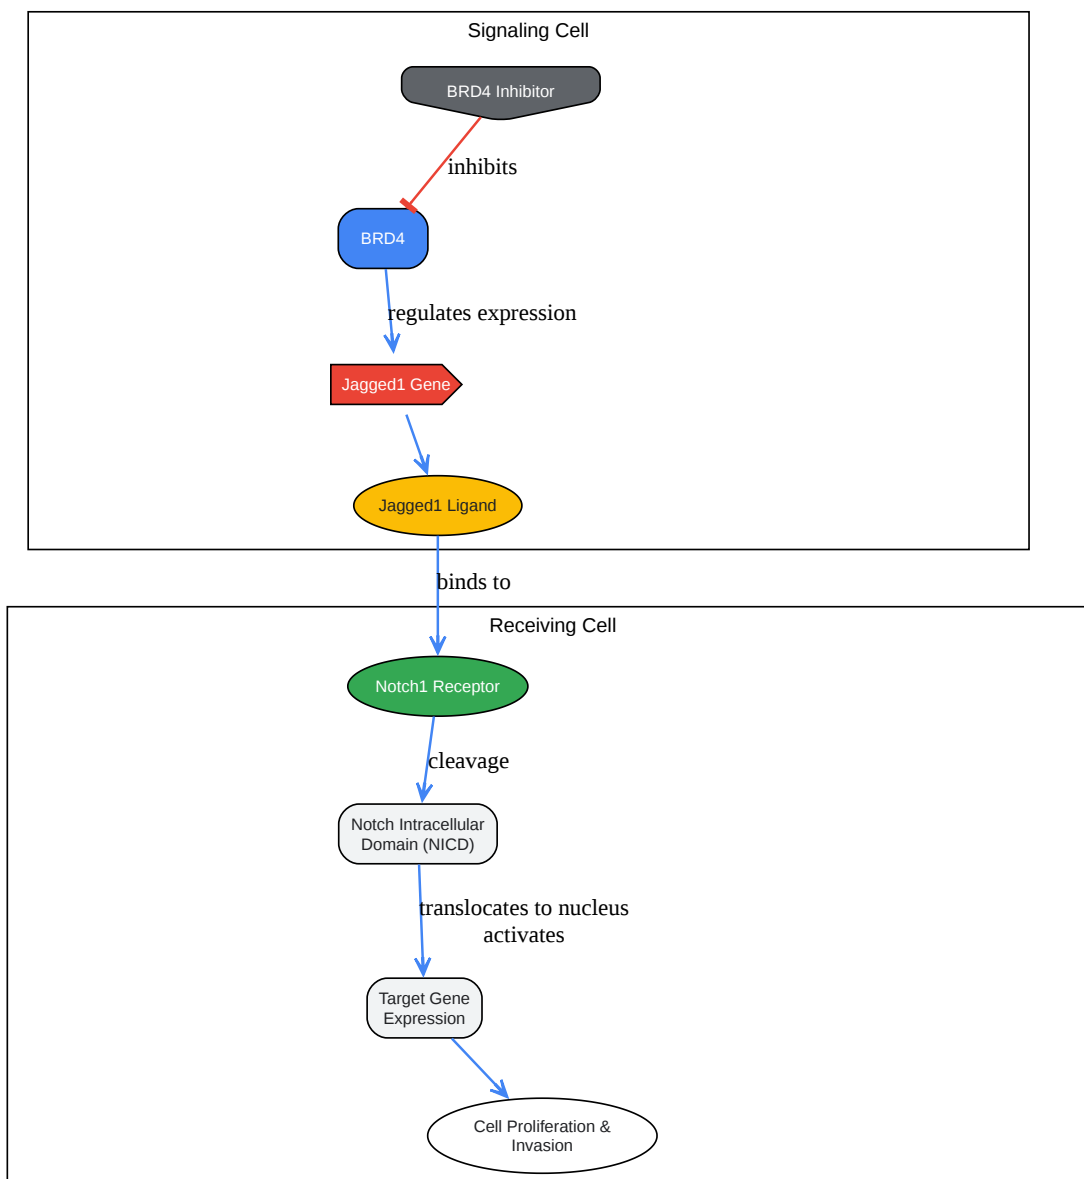 Signaling Cell
BRD4 Inhibitor
inhibits
BRD4
regulates expression
Jagged1 Gene
Jagged1 Ligand
binds to
Receiving Cell
Notch1 Receptor
cleavage
Notch Intracellular
Domain (NICD)
translocates to nucleus
activates
Target Gene
Expression
Cell Proliferation &
Invasion